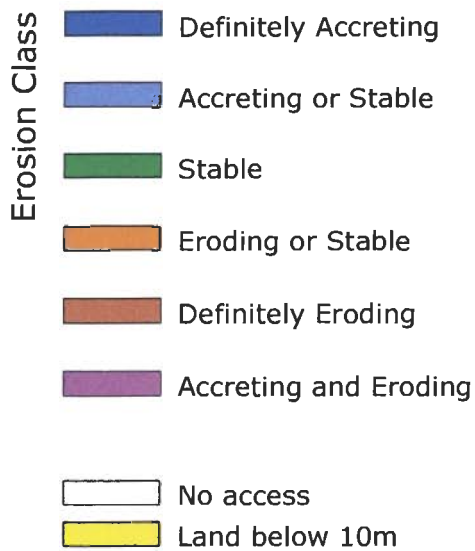 Erosion Class
Definitely Accreting
Accreting or Stable
Stable
Eroding or Stable
Definitely Eroding
Accreting and Eroding
No access
Land below 10m